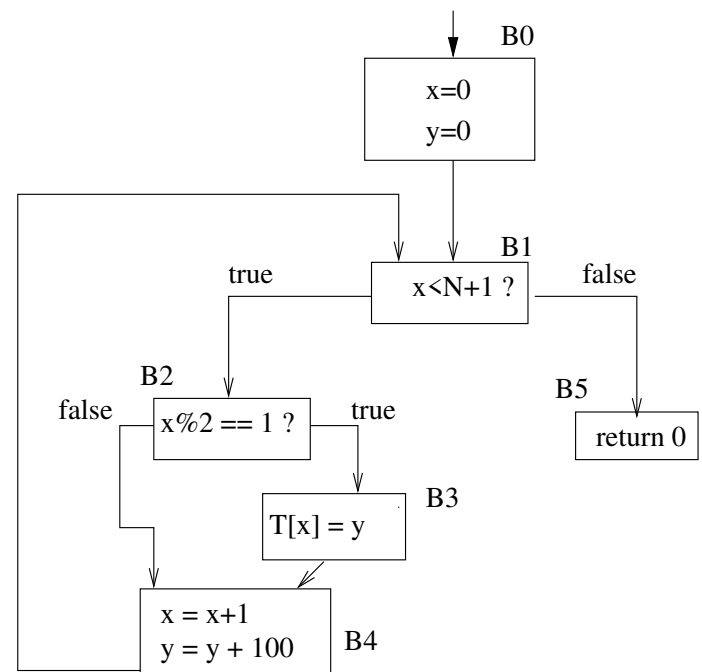 B0
x=0
y=0
B1
true
x<N+1 ?
false
B2
B5
false
x%2 == 1 ?
true
return 0
B3
T[x] = y
x = x+1
y = y + 100
B4